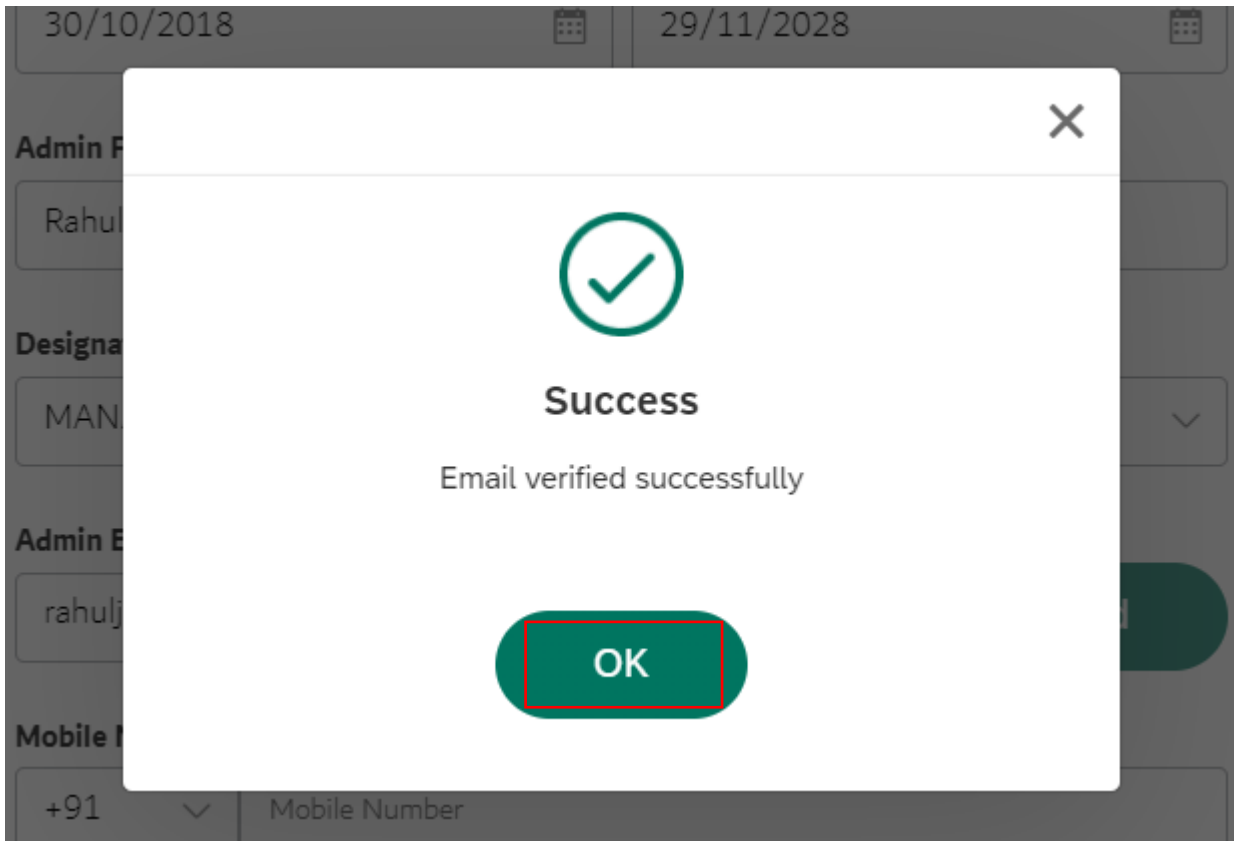 30/10/2018 29/11/2028
Admin F
Rahul
Designa
MAN
Success
Email verified successfully
Admin E
rahulj
OK
Mobile
+91 Mobile Number